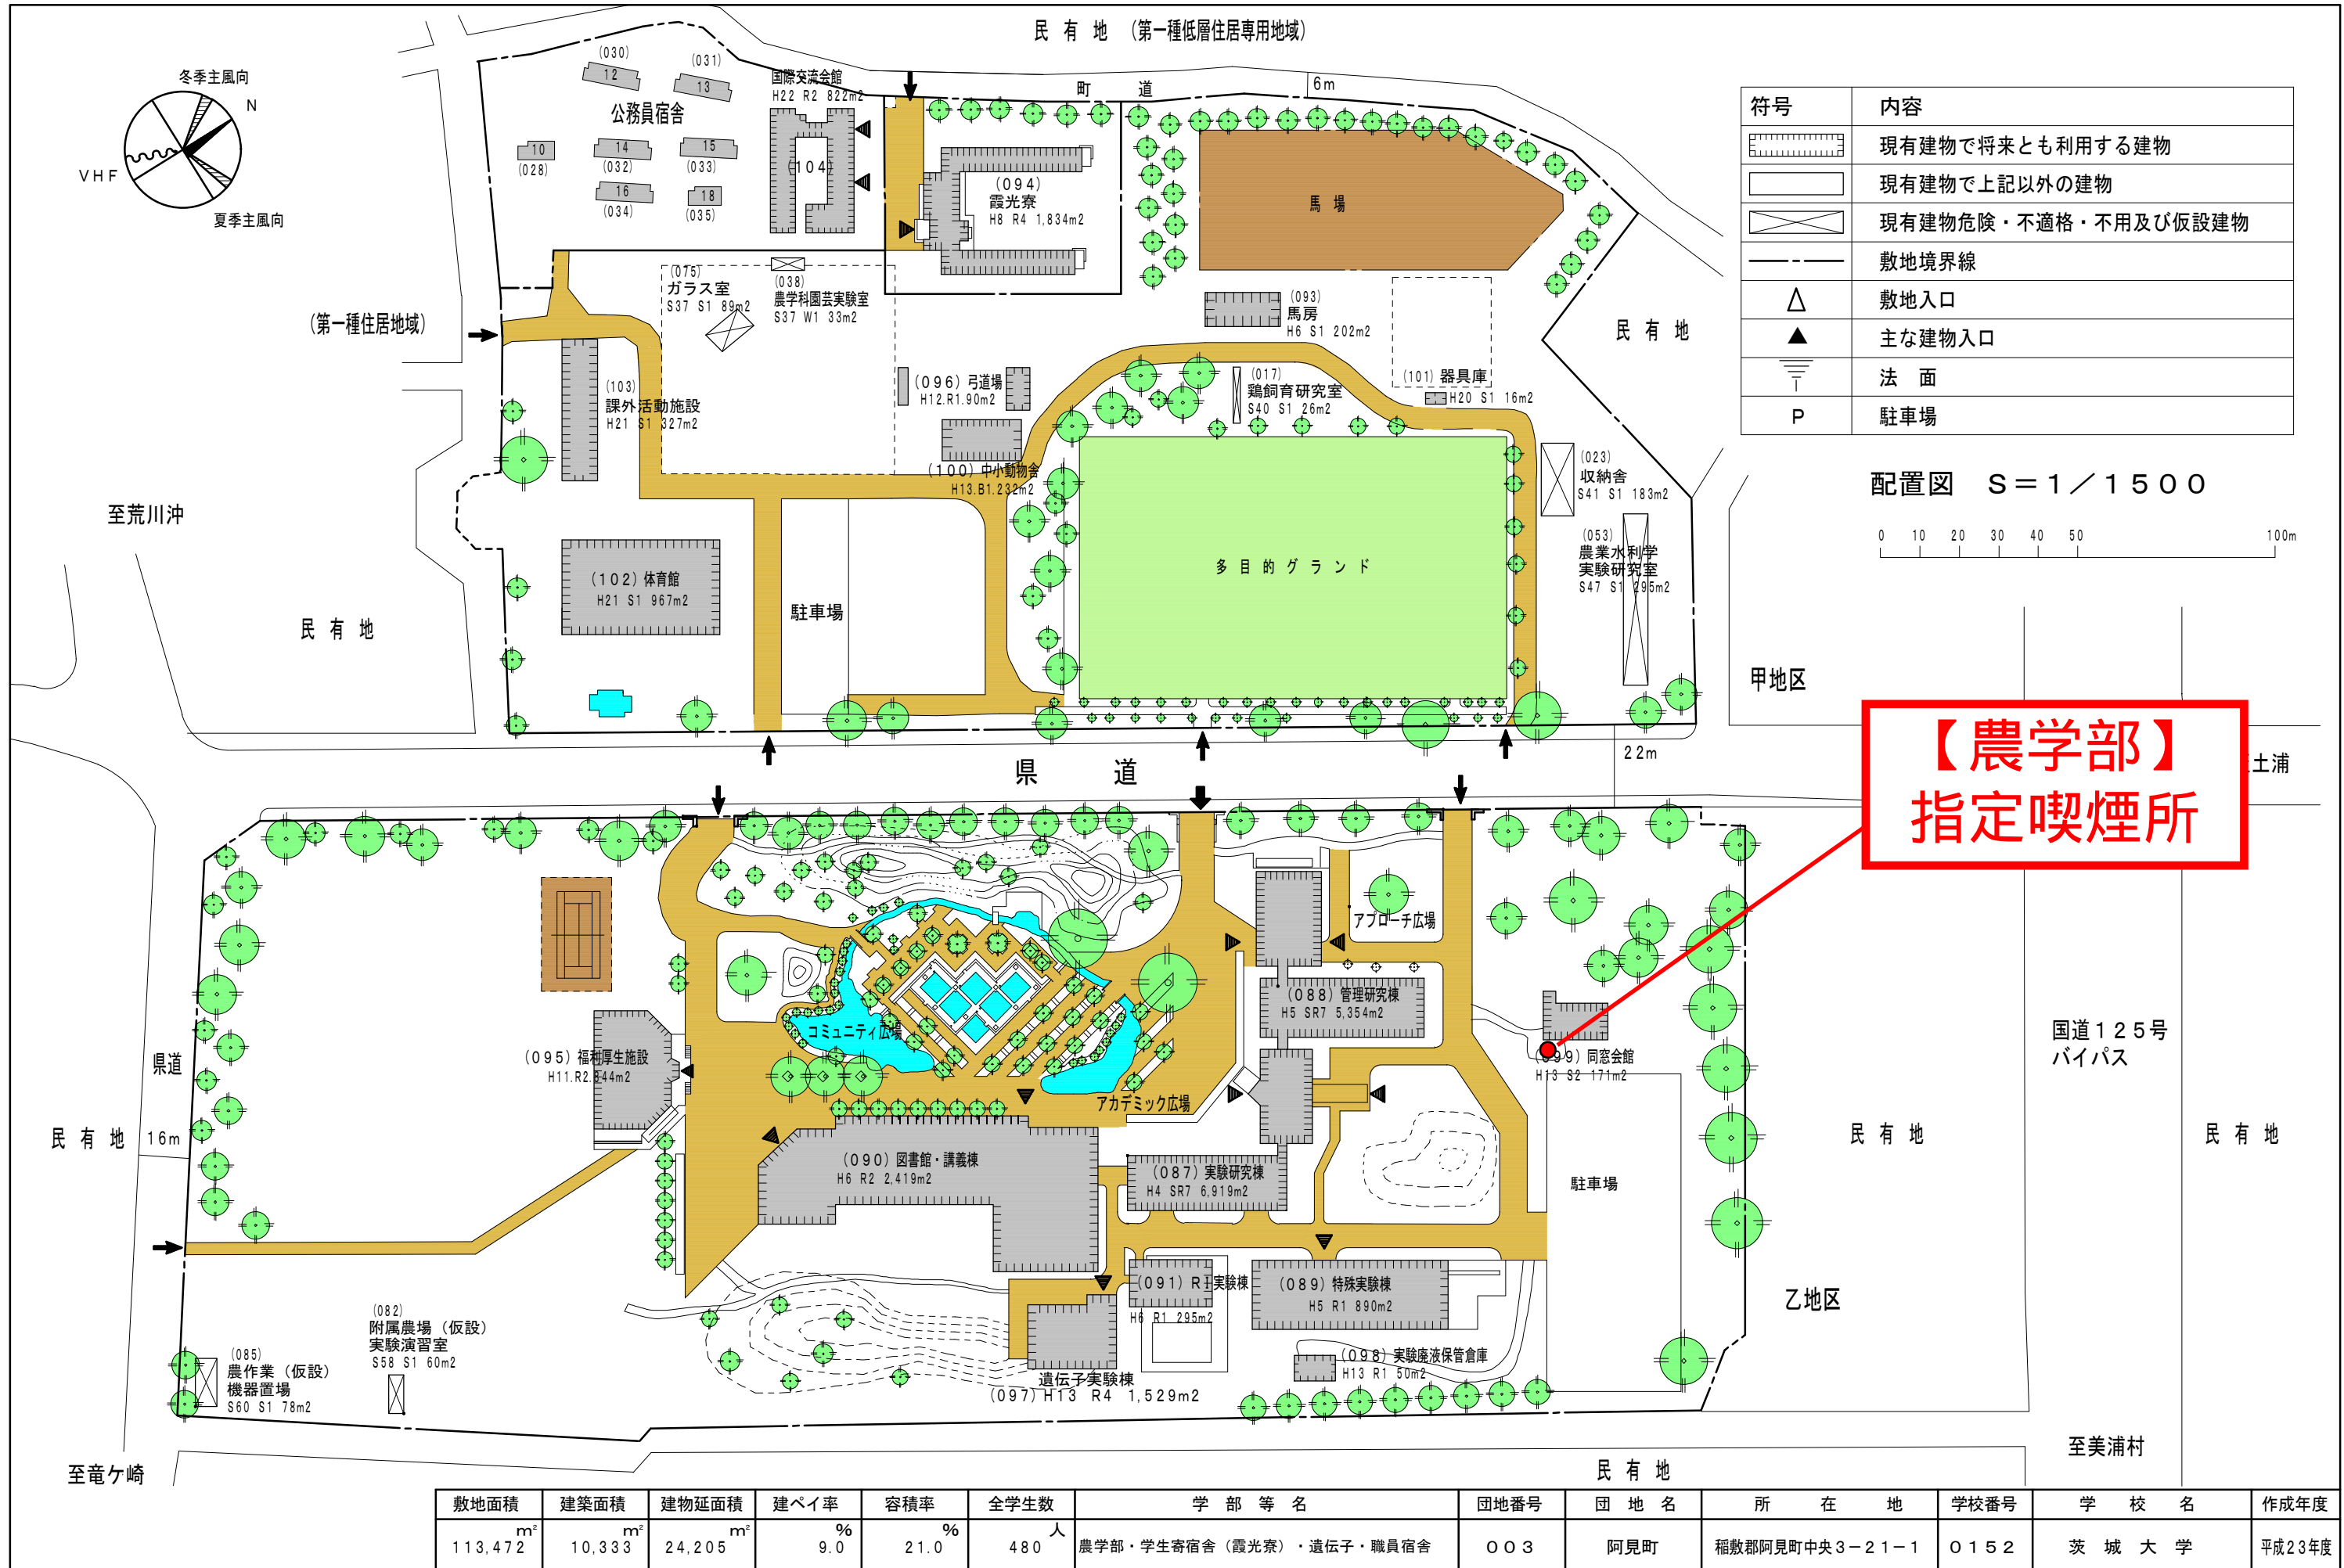 民有地 (第一種低層住居専用地域)
冬季主風向
N
VHF
夏季主風向
(030)
12
(031)
13
公務員宿舎
国際交流会館
H22 R2 822m2
(104)
町 道
6m
10
(028)
14
(032)
15
(033)
16
(034)
18
(035)
(094)
霞光寮
H8 R4 1,834m2
馬場
符号 内容
現有建物で将来とも利用する建物
現有建物で上記以外の建物
現有建物危険・不適格・不用及び仮設建物
敷地境界線
敷地入口
主な建物入口
法 面
P 駐車場
(075)
ガラス室
S37 S1 89m2
(038)
農学科園芸実験室
S37 W1 33m2
(093)
馬房
H6 S1 202m2
民有地
(第一種住居地域)
(103)
課外活動施設
H21 S1 327m2
(096) 弓道場
H12.R1.90m2
(017)
鶏飼育研究室
S40 S1 26m2
(101) 器具庫
H20 S1 16m2
(100) 中小動物舎
H13.B1.232m2
(023)
収納舎
S41 S1 183m2
配置図 S=1/1500
0 10 20 30 40 50 100m
至荒川沖
(053)
農業水利学
実験研究室
S47 S1 295m2
多目的グランド
(102) 体育館
H21 S1 967m2
駐車場
民有地
甲地区
【農学部】
指定喫煙所
22m
県 道
土浦
アプローチ広場
(088) 管理研究棟
H5 SR7 5,354m2
コミュニティ広場
国道125号
バイパス
県道
(095) 福利厚生施設
H11.R2.844m2
(099) 同窓会館
H13 S2 171m2
アカデミック広場
民有地
16m
民有地
民有地
(090) 図書館・講義棟
H6 R2 2,419m2
(087) 実験研究棟
H4 SR7 6,919m2
駐車場
(091) RI実験棟
H6 R1 295m2
(089) 特殊実験棟
H5 R1 890m2
乙地区
(082)
附属農場(仮設)
実験演習室
S58 S1 60m2
(085)
農作業(仮設)
機器置場
S60 S1 78m2
(098) 実験廃液保管倉庫
H13 R1 50m2
遺伝子実験棟
(097) H13 R4 1,529m2
至美浦村
至竜ケ崎
民有地
敷地面積 建築面積 建物延面積 建ペイ率 容積率 全学生数 学部等名 団地番号 団地名 所在地 学校番号 学校名 作成年度
m² m² m² % % 人
113,472 10,333 24,205 9.0 21.0 480 農学部・学生寄宿舎(霞光寮)・遺伝子・職員宿舎 003 阿見町 稲敷郡阿見町中央3-21-1 0152 茨城大学 平成23年度